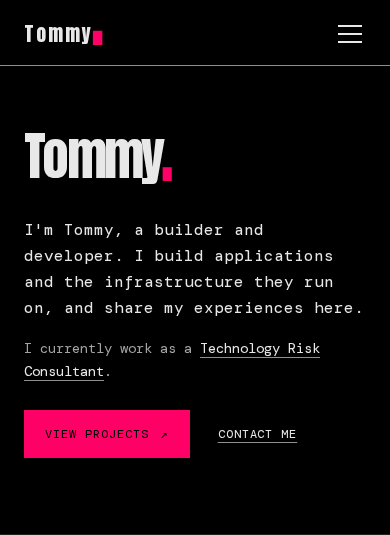 Tommy.
Tommy.
I'm Tommy, a builder and
developer. I build applications
and the infrastructure they run
on, and share my experiences here.
I currently work as a Technology Risk
Consultant.
VIEW PROJECTS ↗ CONTACT ME